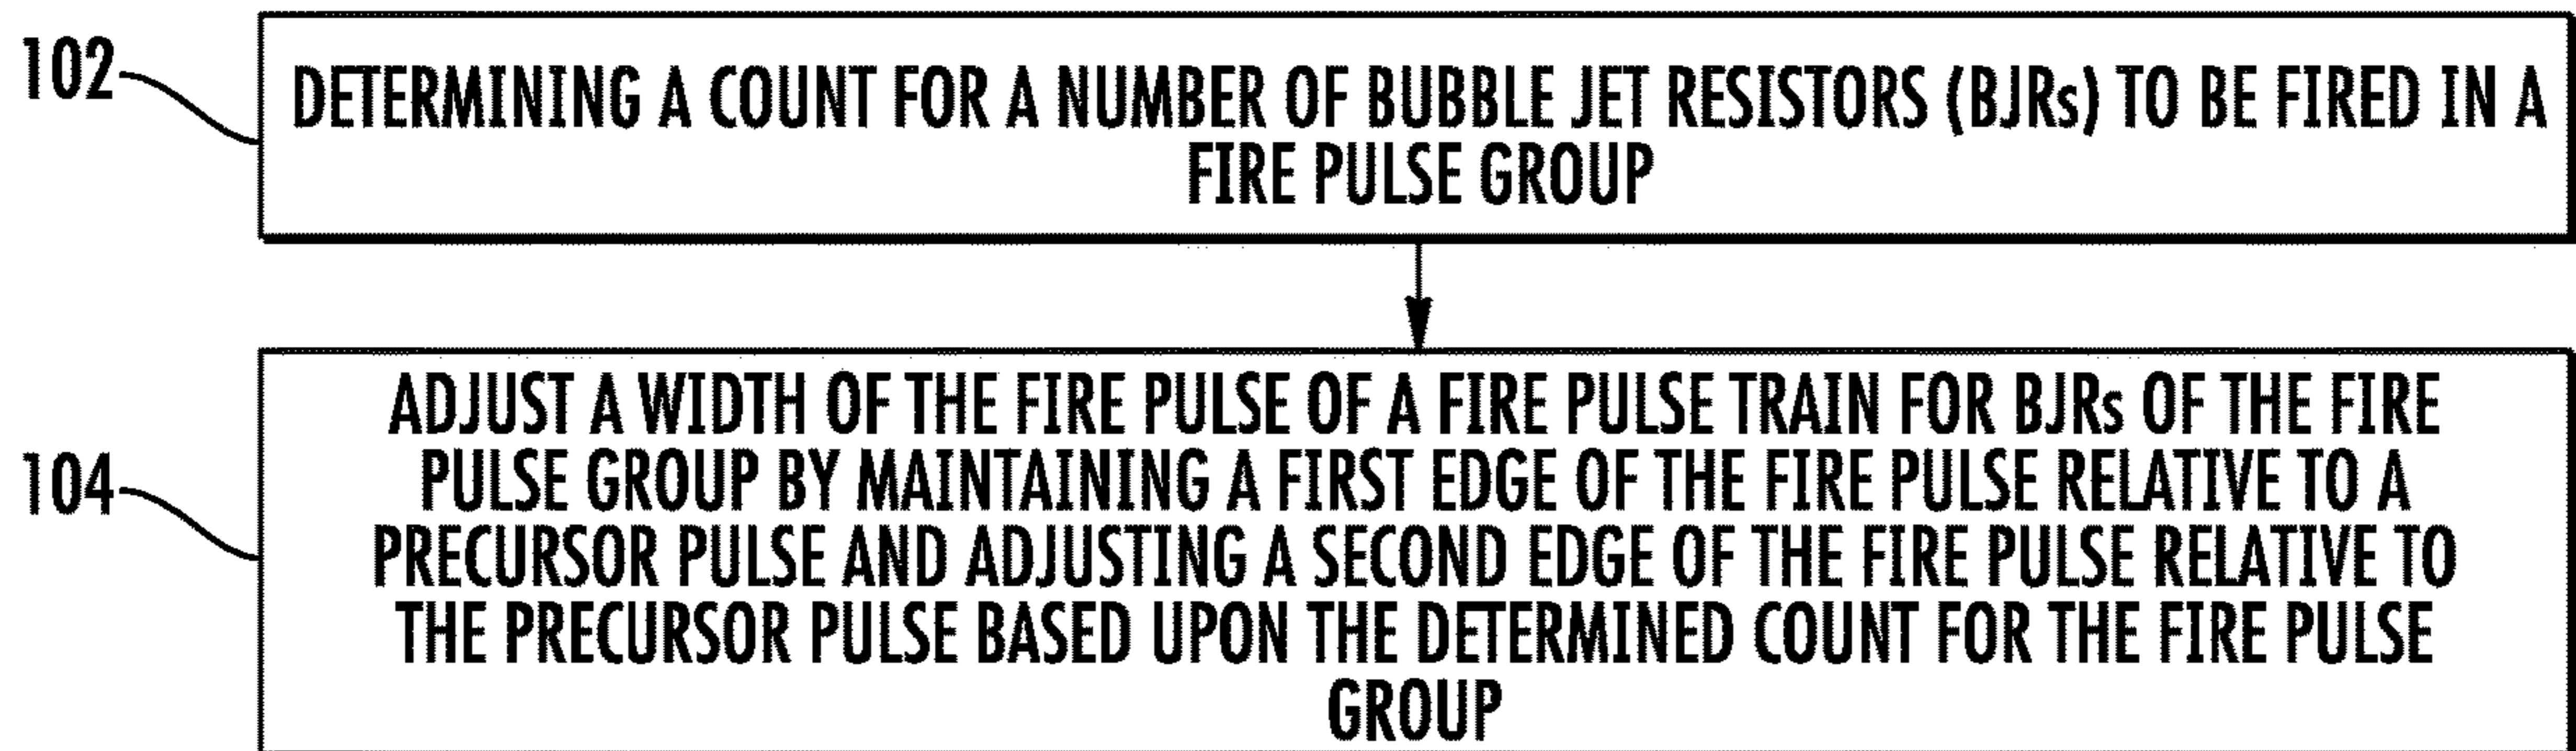 102
DETERMINING A COUNT FOR A NUMBER OF BUBBLE JET RESISTORS (BJRs) TO BE FIRED IN A
FIRE PULSE GROUP
104
ADJUST A WIDTH OF THE FIRE PULSE OF A FIRE PULSE TRAIN FOR BJRs OF THE FIRE
PULSE GROUP BY MAINTAINING A FIRST EDGE OF THE FIRE PULSE RELATIVE TO A
PRECURSOR PULSE AND ADJUSTING A SECOND EDGE OF THE FIRE PULSE RELATIVE TO
THE PRECURSOR PULSE BASED UPON THE DETERMINED COUNT FOR THE FIRE PULSE
GROUP